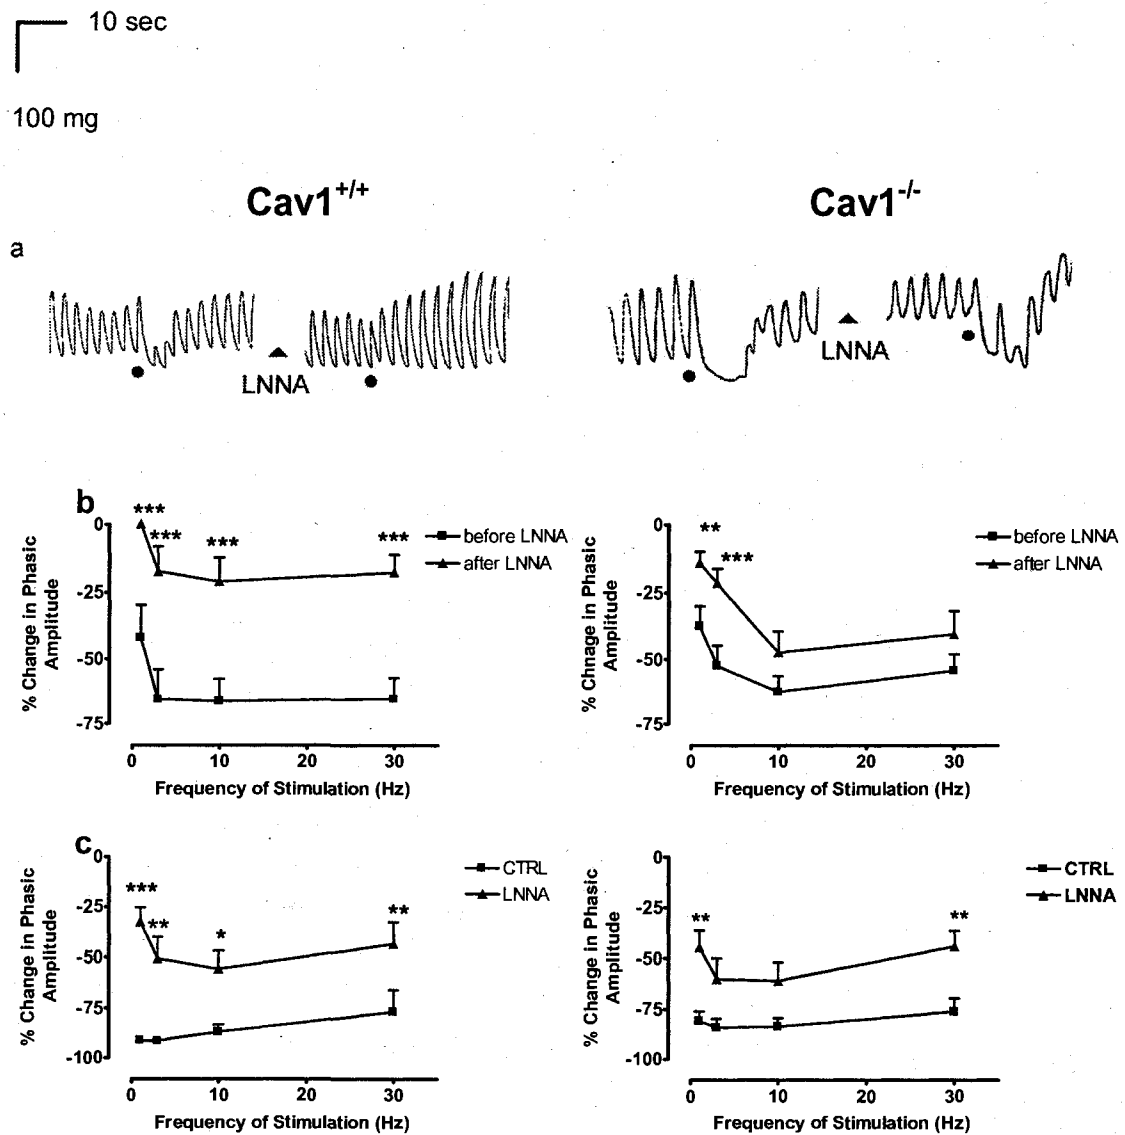 10 sec
100 mg
Cav1+/+
Cav1-/-
a
LNNA
LNNA
b
***
***
***
***
before LNNA
after LNNA
0
-25
-50
-75
% Change in Phasic
Amplitude
0
10
20
30
Frequency of Stimulation (Hz)
**
***
before LNNA
after LNNA
0
-25
-50
-75
% Chnage in Phasic
Amplitude
0
10
20
30
Frequency of Stimulation (Hz)
c
***
**
*
**
CTRL
LNNA
0
-25
-50
-75
-100
% Change in Phasic
Amplitude
0
10
20
30
Frequency of Stimulation (Hz)
**
**
CTRL
LNNA
0
-25
-50
-75
-100
% Change in Phasic
Amplitude
0
10
20
30
Frequency of Stimulation (Hz)